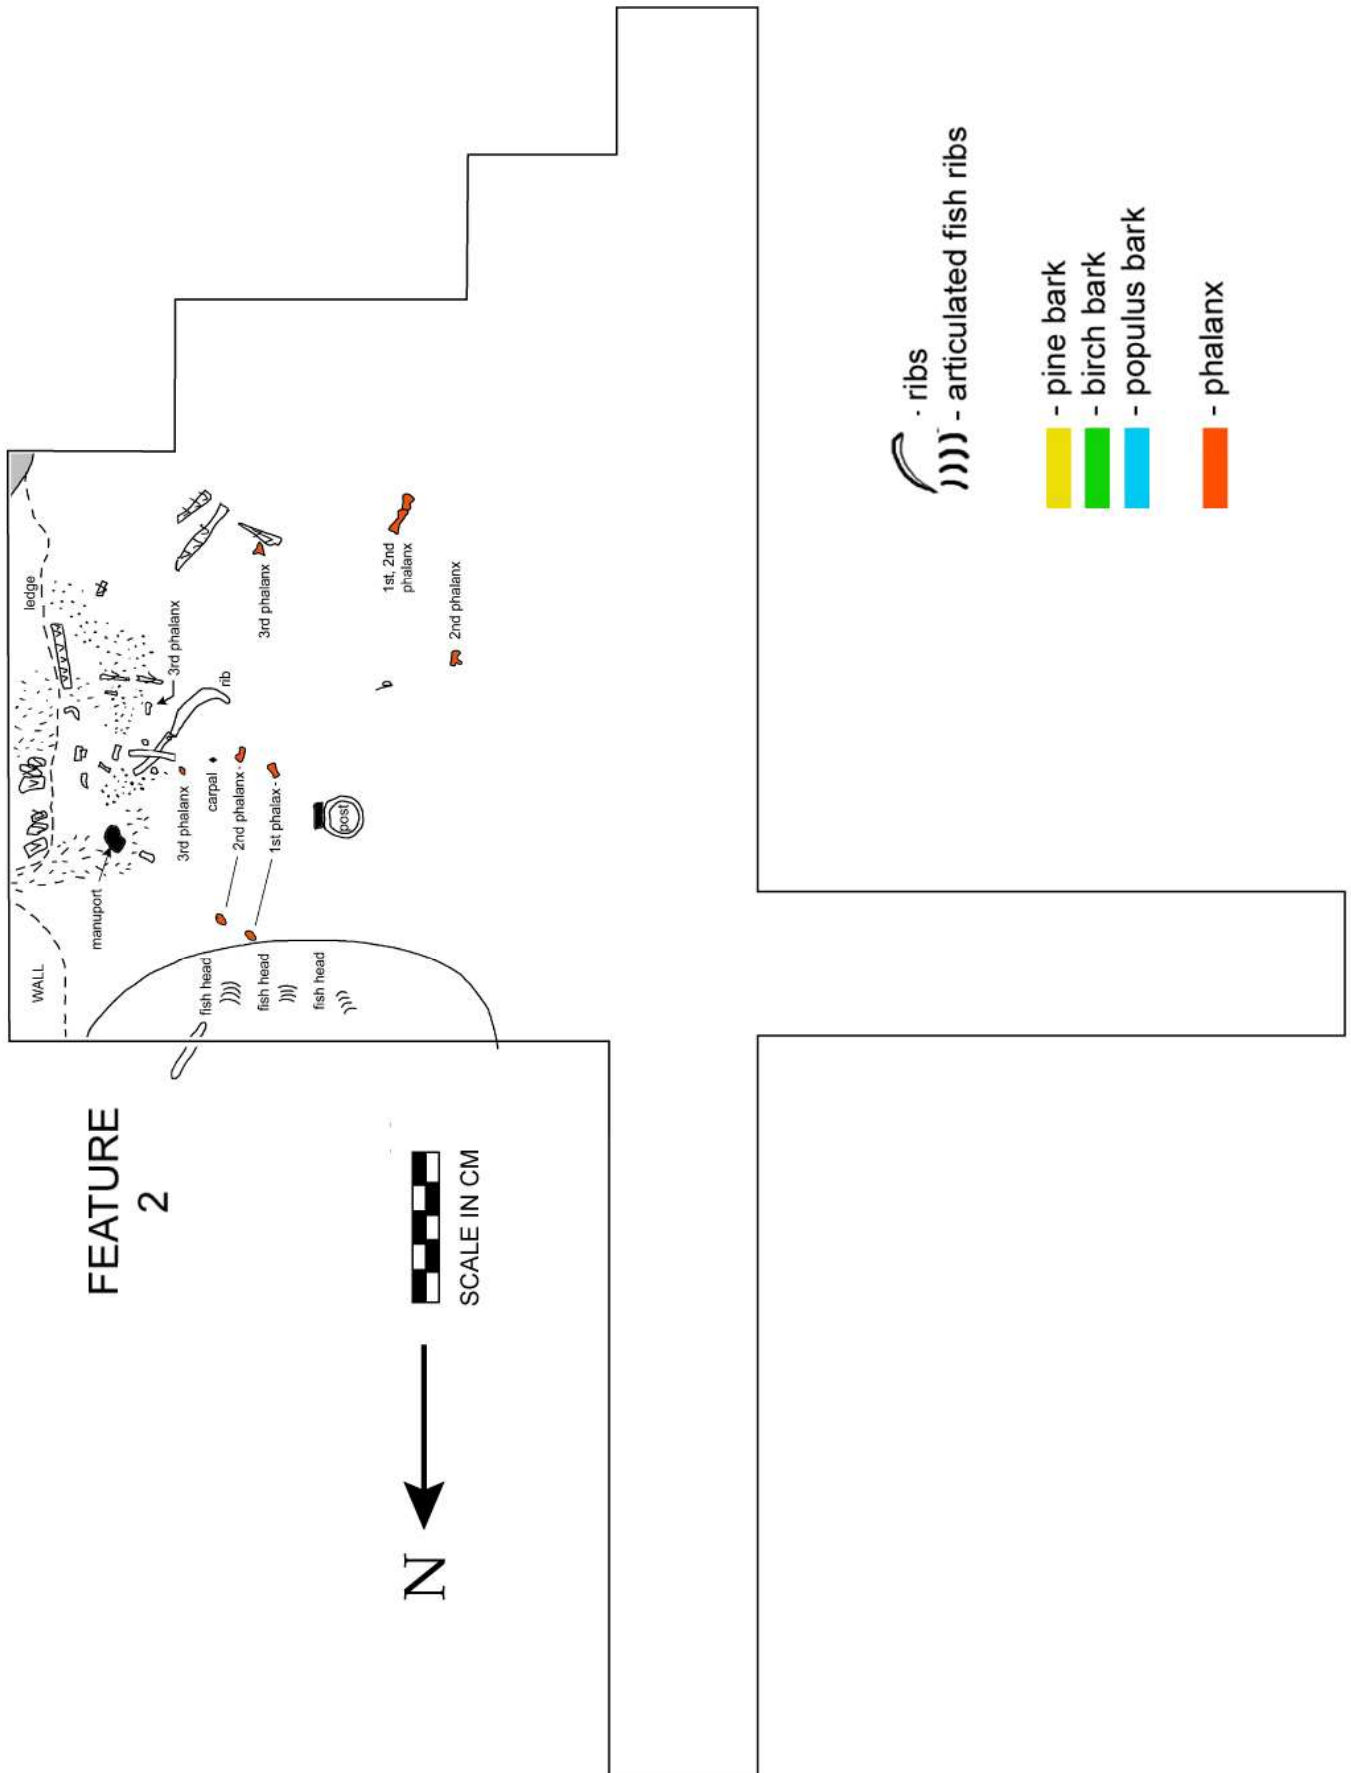 FEATURE
2
WALL
ledge
manuport
3rd phalanx
rib
3rd phalanx
carpal
2nd phalanx
1st phalax
3rd phalanx
1st, 2nd
phalanx
2nd phalanx
post
fish head
fish head
fish head
SCALE IN CM
N
- ribs
- articulated fish ribs
- pine bark
- birch bark
- populus bark
- phalanx